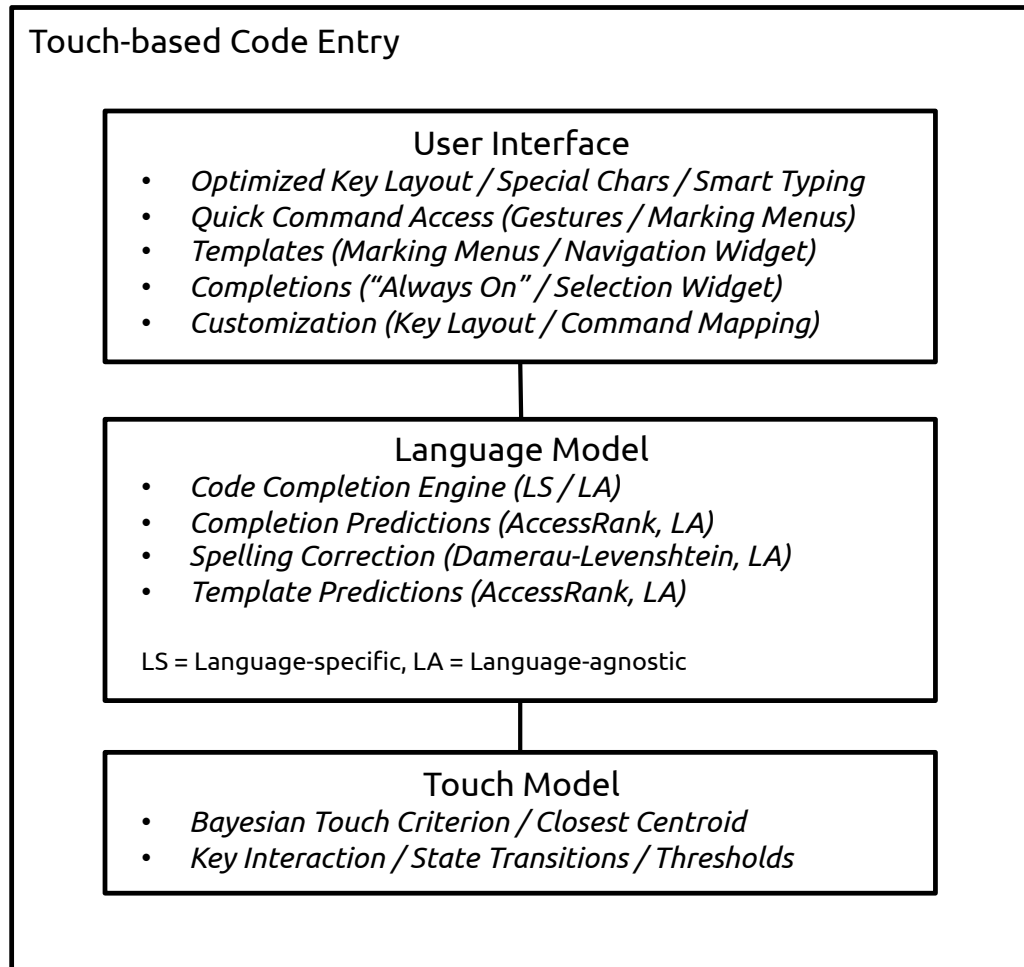 Touch-based Code Entry
User Interface
• Optimized Key Layout / Special Chars / Smart Typing
• Quick Command Access (Gestures / Marking Menus)
• Templates (Marking Menus / Navigation Widget)
• Completions (“Always On” / Selection Widget)
• Customization (Key Layout / Command Mapping)
Language Model
• Code Completion Engine (LS / LA)
• Completion Predictions (AccessRank, LA)
• Spelling Correction (Damerau-Levenshtein, LA)
• Template Predictions (AccessRank, LA)
LS = Language-specific, LA = Language-agnostic
Touch Model
• Bayesian Touch Criterion / Closest Centroid
• Key Interaction / State Transitions / Thresholds